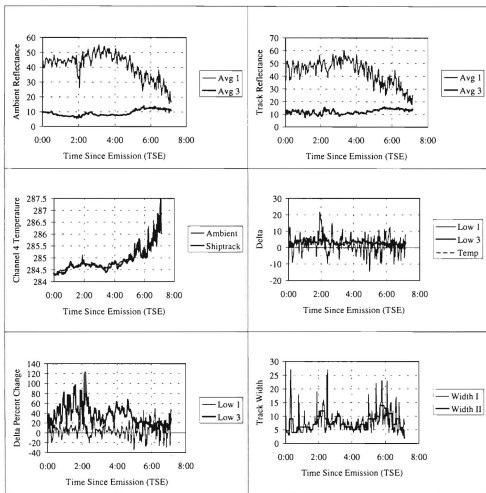 Ambient Reflectance
60
50
40
30
20
10
0
0:00 2:00 4:00 6:00 8:00
Time Since Emission (TSE)
Avg 1
Avg 3
Track Reflectance
70
60
50
40
30
20
10
0
0:00 2:00 4:00 6:00 8:00
Time Since Emission (TSE)
Avg 1
Avg 3
Channel 4 Temperature
287.5
287
286.5
286
285.5
285
284.5
284
0:00 2:00 4:00 6:00 8:00
Time Since Emission (TSE)
Ambient
Shiptrack
Delta
30
20
10
0
-10
-20
0:00 2:00 4:00 6:00 8:00
Time Since Emission (TSE)
Low 1
Low 3
Temp
Delta Percent Change
140
120
100
80
60
40
20
0
-20
-40
0:00 2:00 4:00 6:00 8:00
Time Since Emission (TSE)
Low 1
Low 3
Track Width
30
25
20
15
10
5
0
0:00 2:00 4:00 6:00 8:00
Time Since Emission (TSE)
Width I
Width II